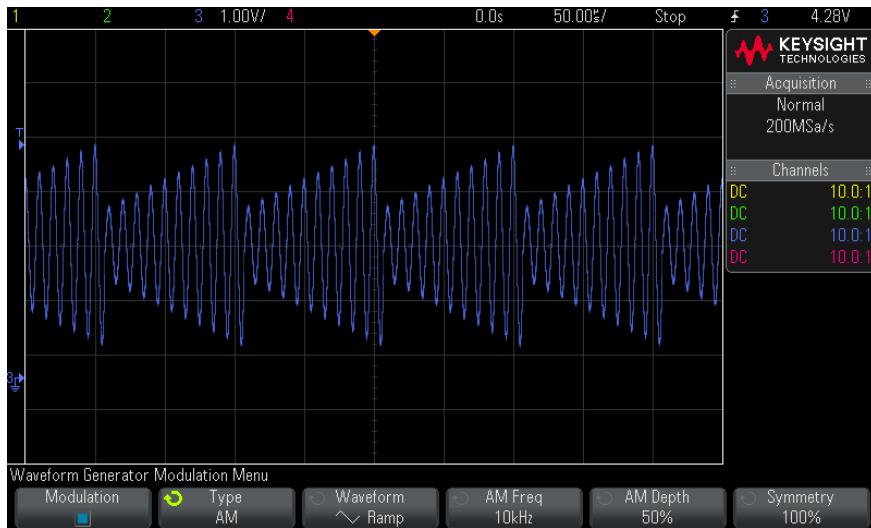 1 2 3 1.00V/ 4 0.0s 50.00㎲/ Stop 3 4.28V
KEYSIGHT
TECHNOLOGIES
Acquisition
Normal
200MSa/s
Channels
DC 10.0:1
DC 10.0:1
DC 10.0:1
DC 10.0:1
T
3
Waveform Generator Modulation Menu
Modulation
Type
AM
Waveform
Ramp
AM Freq
10kHz
AM Depth
50%
Symmetry
100%